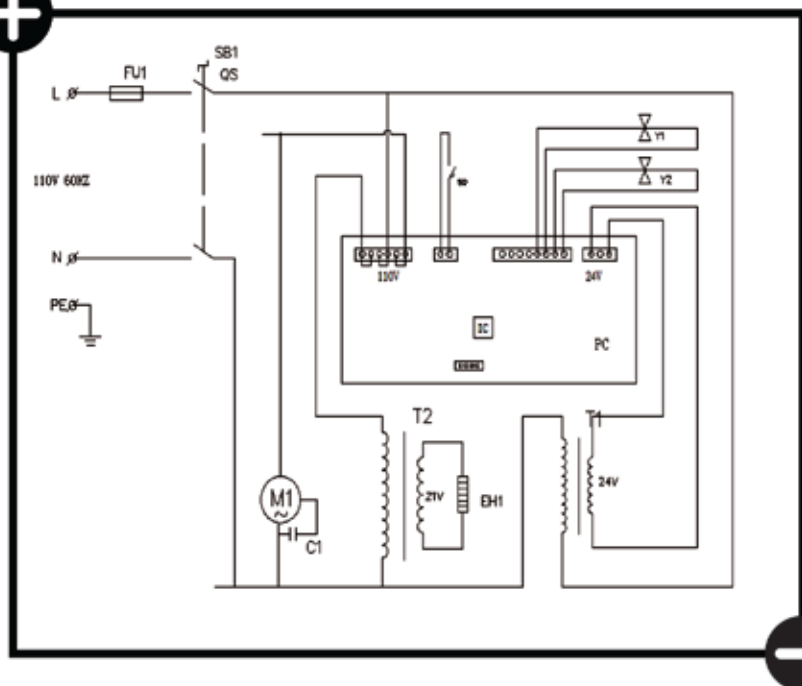 SB1
FU1
QS
L
Y1
110V 60HZ
Y2
N
110V
24V
PE
IC
PC
T2
T1
M1
~
21V
EH1
24V
C1